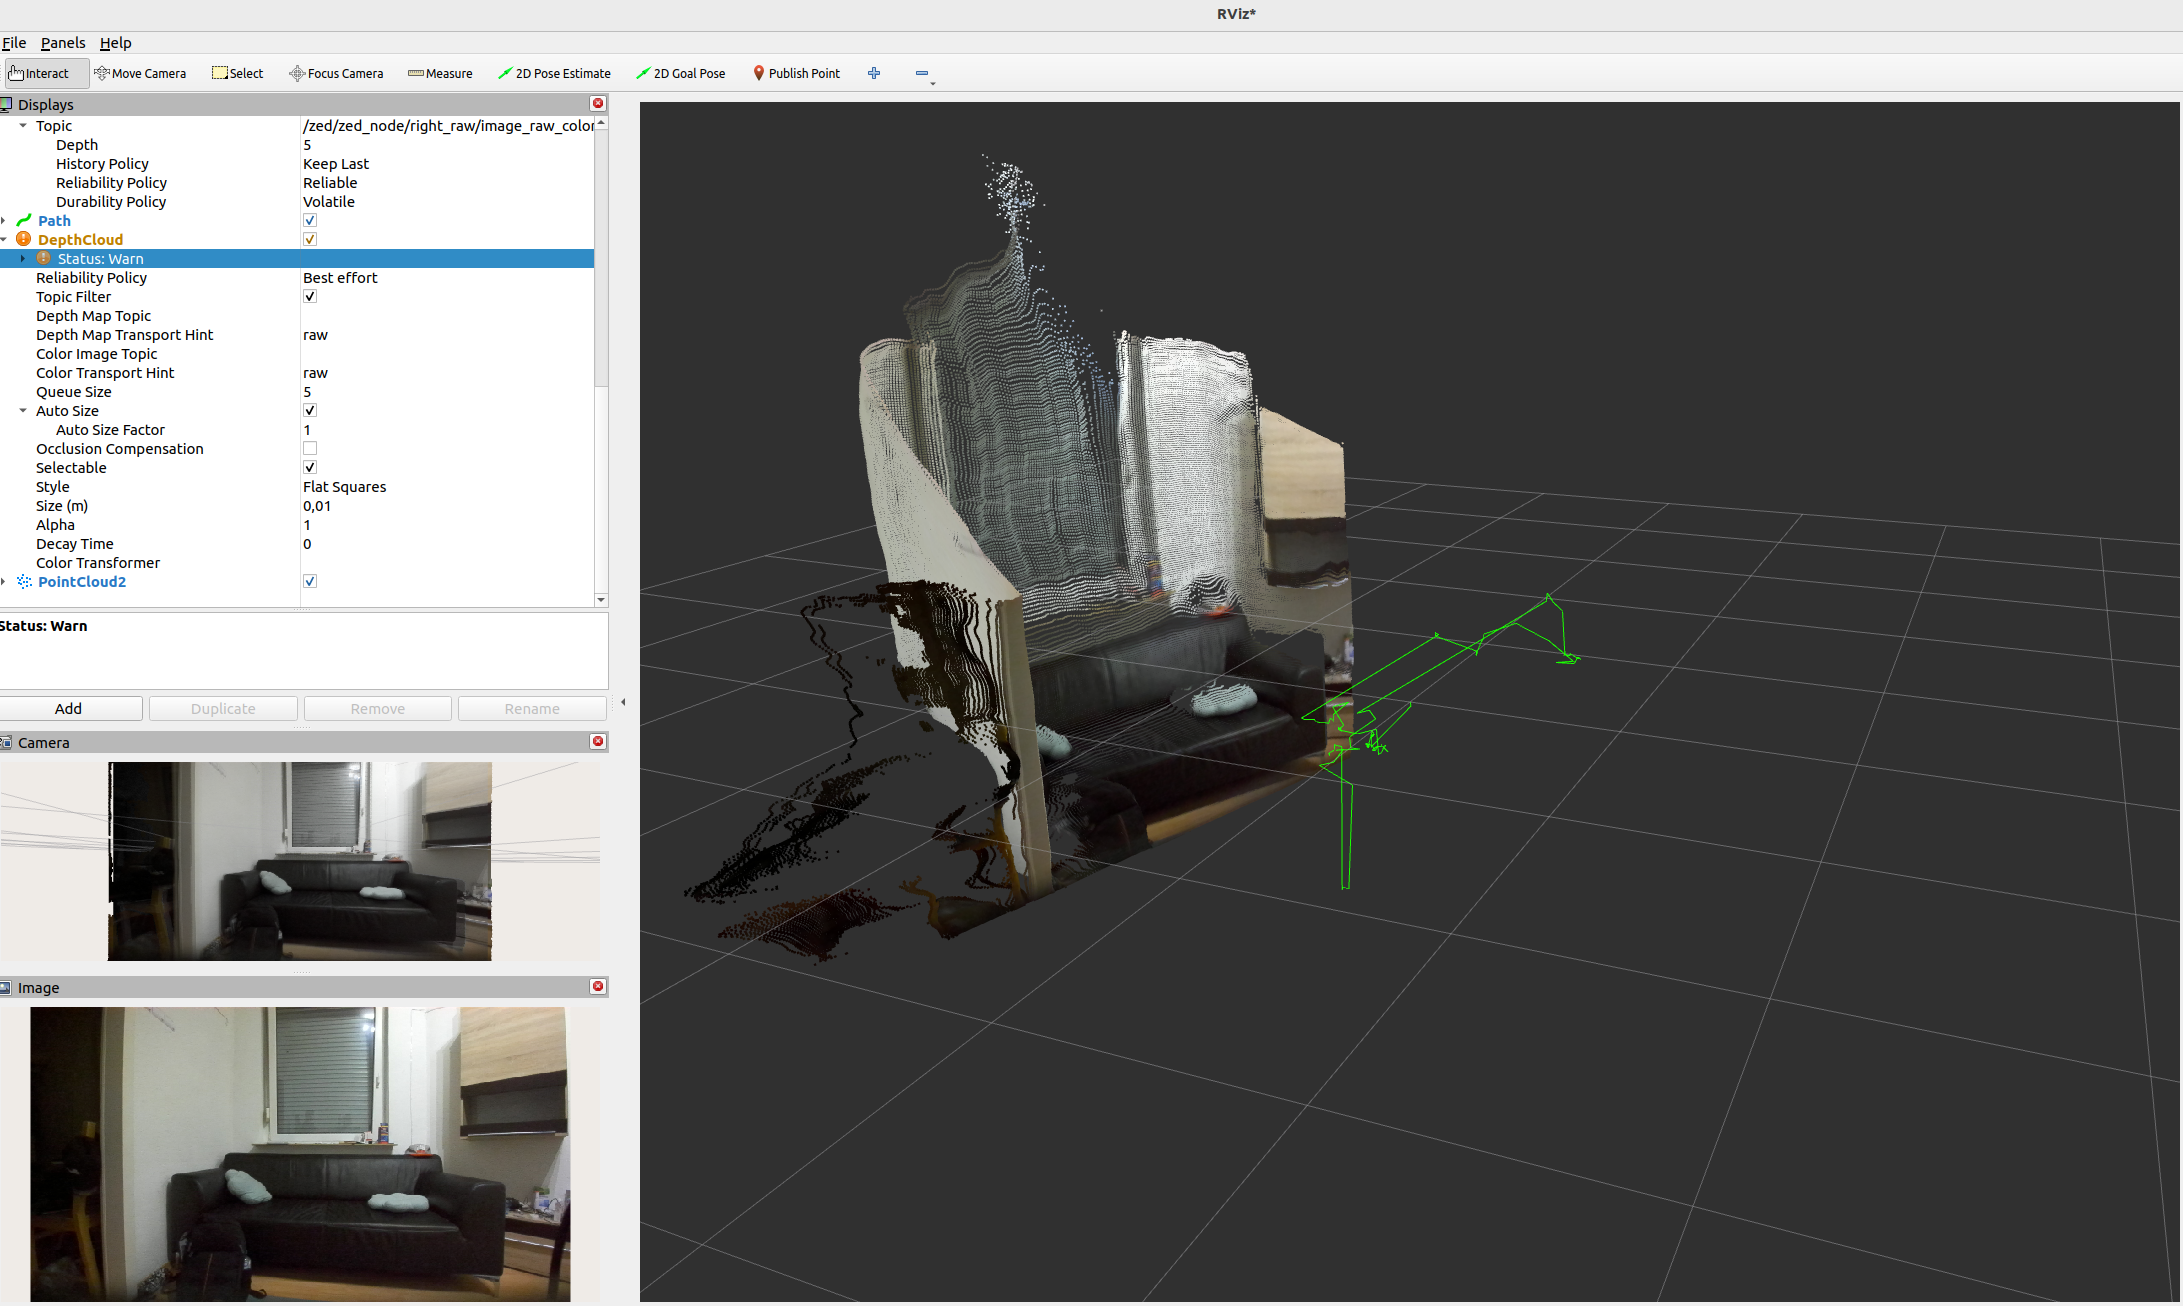 RViz*
File Panels Help
Interact Move Camera Select Focus Camera Measure 2D Pose Estimate 2D Goal Pose Publish Point
Displays
Topic /zed/zed_node/right_raw/image_raw_color
Depth 5
History Policy Keep Last
Reliability Policy Reliable
Durability Policy Volatile
Path
DepthCloud
Status: Warn
Reliability Policy Best effort
Topic Filter
Depth Map Topic
Depth Map Transport Hint raw
Color Image Topic
Color Transport Hint raw
Queue Size 5
Auto Size
Auto Size Factor 1
Occlusion Compensation
Selectable
Style Flat Squares
Size (m) 0,01
Alpha 1
Decay Time 0
Color Transformer
PointCloud2
Status: Warn
Add Duplicate Remove Rename
Camera
Image